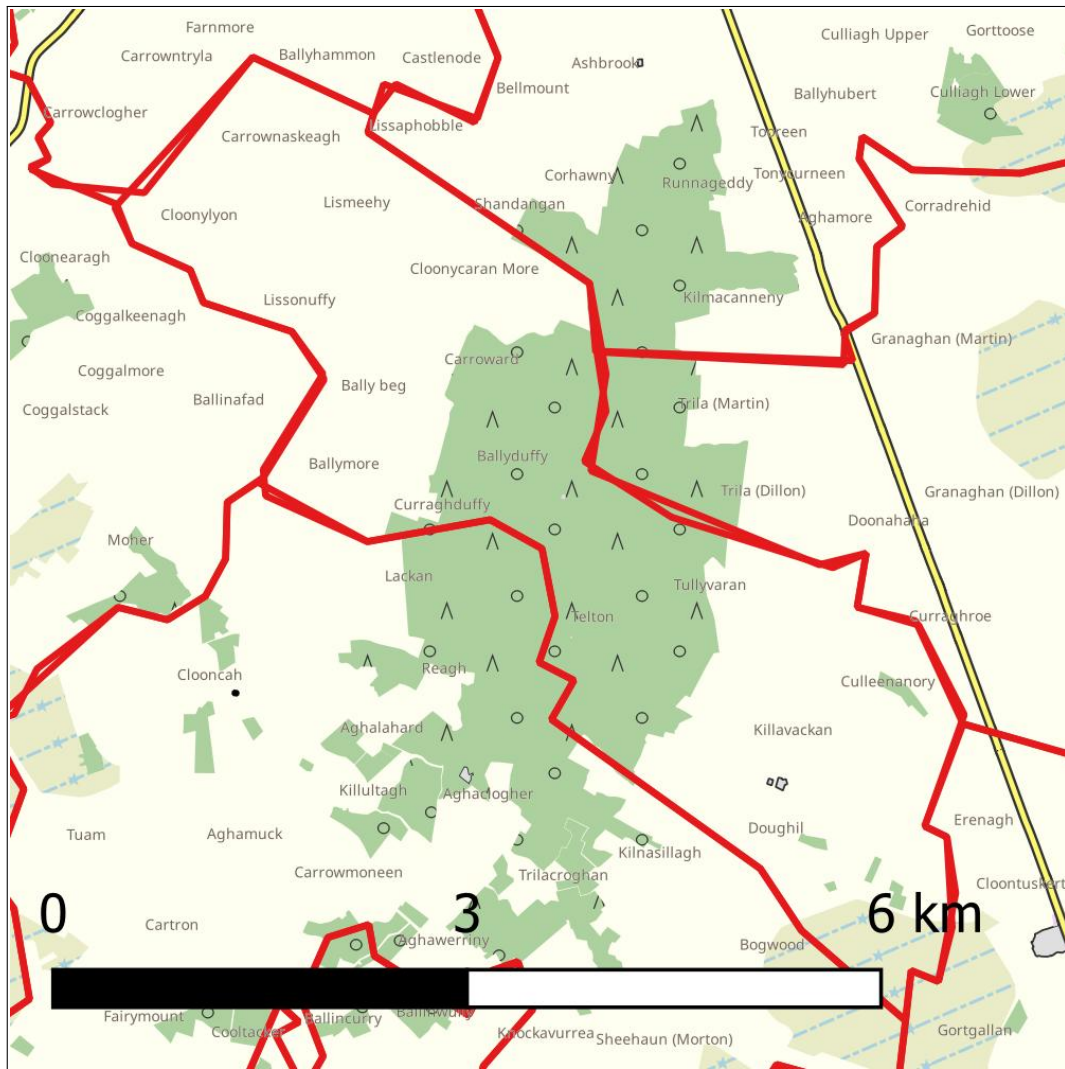 Farnmore
Gorttoose
Culliagh Upper
Carrowntryla
Ballyhammon
Castlenode
Ashbrook
Bellmount
Culliagh Lower
Ballyhubert
Carrowclogher
Lissaphobble
Carrownaskeagh
Tooreen
Corhawny
Runnageddy
Tonycurneen
Lismeehy
Shandangan
Corradrehid
Cloonylyon
Aghamore
Cloonearagh
Cloonycaran More
Lissonuffy
Kilmacanneny
Coggalkeenagh
Granaghan (Martin)
Carroward
Coggalmore
Bally beg
Ballinafad
Trila (Martin)
Coggalstack
Ballyduffy
Ballymore
Trila (Dillon)
Granaghan (Dillon)
Curraghduffy
Doonahaha
Moher
Lackan
Tullyvaran
Telton
Curraghroe
Reagh
Clooncah
Culleenanory
Aghalahard
Killavackan
Killultagh
Aghaclogher
Erenagh
Doughil
Tuam
Aghamuck
Kilnasillagh
Carrowmoneen
Trilacroghan
Cloontuskert
0 3 6 km
Cartron
Aghawerriny
Bogwood
Fairymount
Ballincurry
Cooltacker
Knockavurrea
Sheehaun (Morton)
Gortgallan